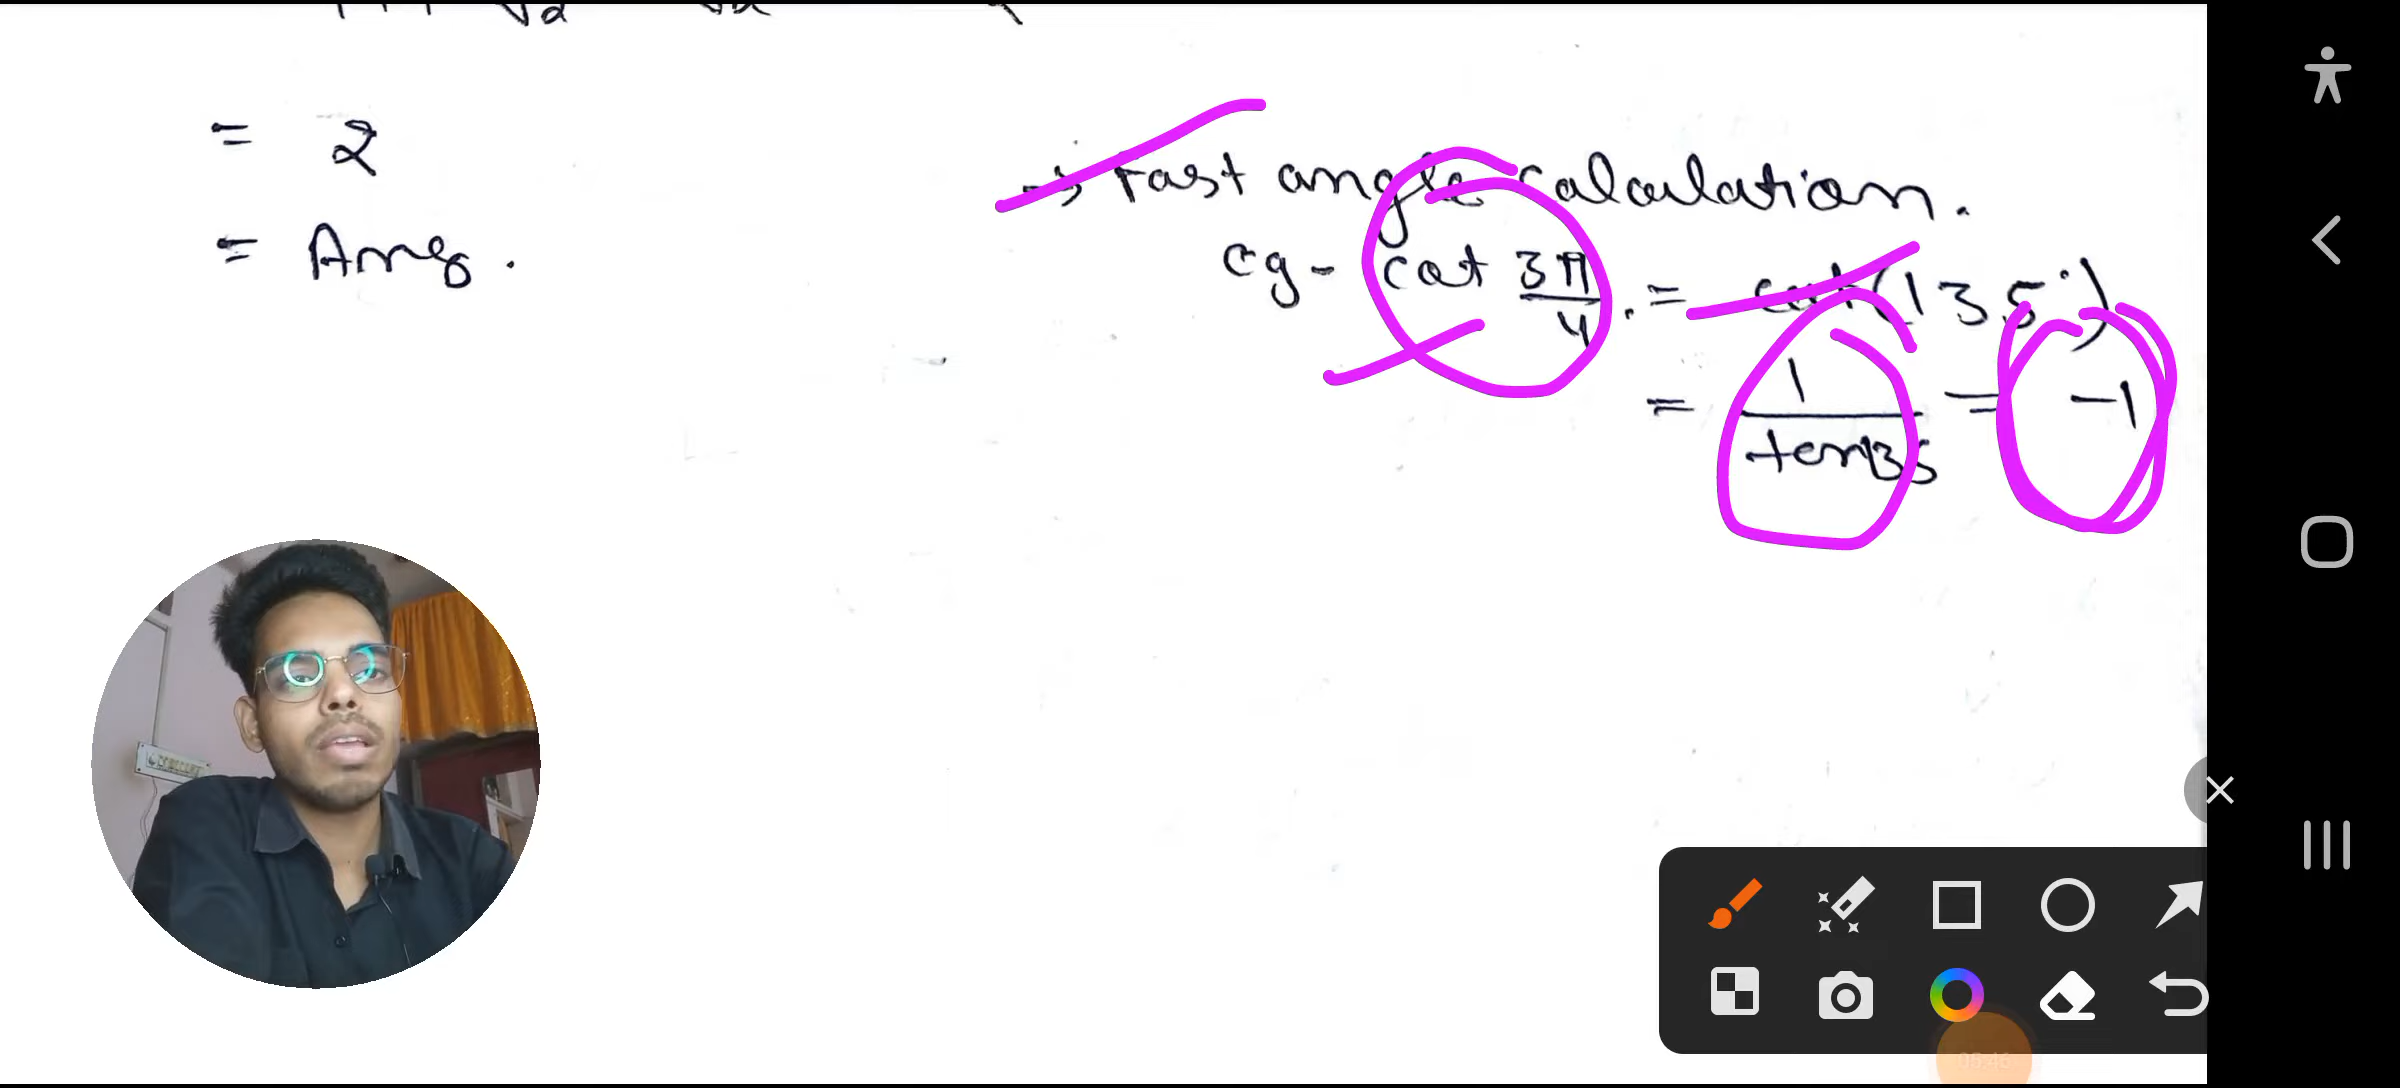 = 2
= Ans.
→ Fast angle calculation.
eg- cot 3π/4. = cot(135°)
= 1/tan135 = -1